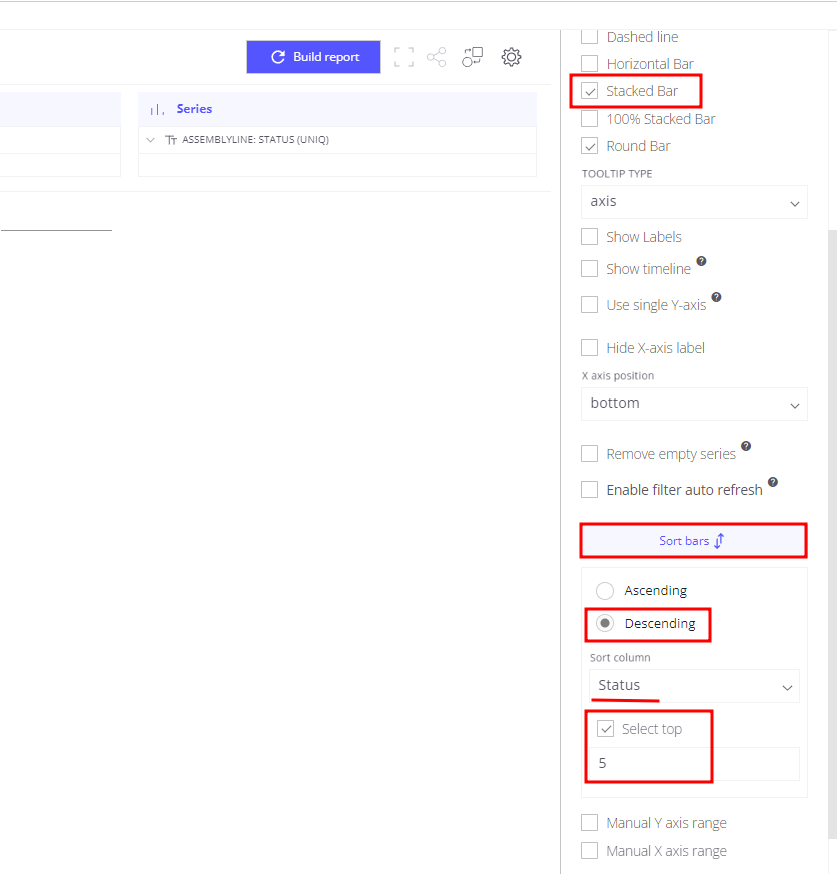 Build report
Series
ASSEMBLYLINE: STATUS (UNIQ)
Dashed line
Horizontal Bar
Stacked Bar
100% Stacked Bar
Round Bar
TOOLTIP TYPE
axis
Show Labels
Show timeline ?
Use single Y-axis ?
Hide X-axis label
X axis position
bottom
Remove empty series ?
Enable filter auto refresh ?
Sort bars
Ascending
Descending
Sort column
Status
Select top
5
Manual Y axis range
Manual X axis range